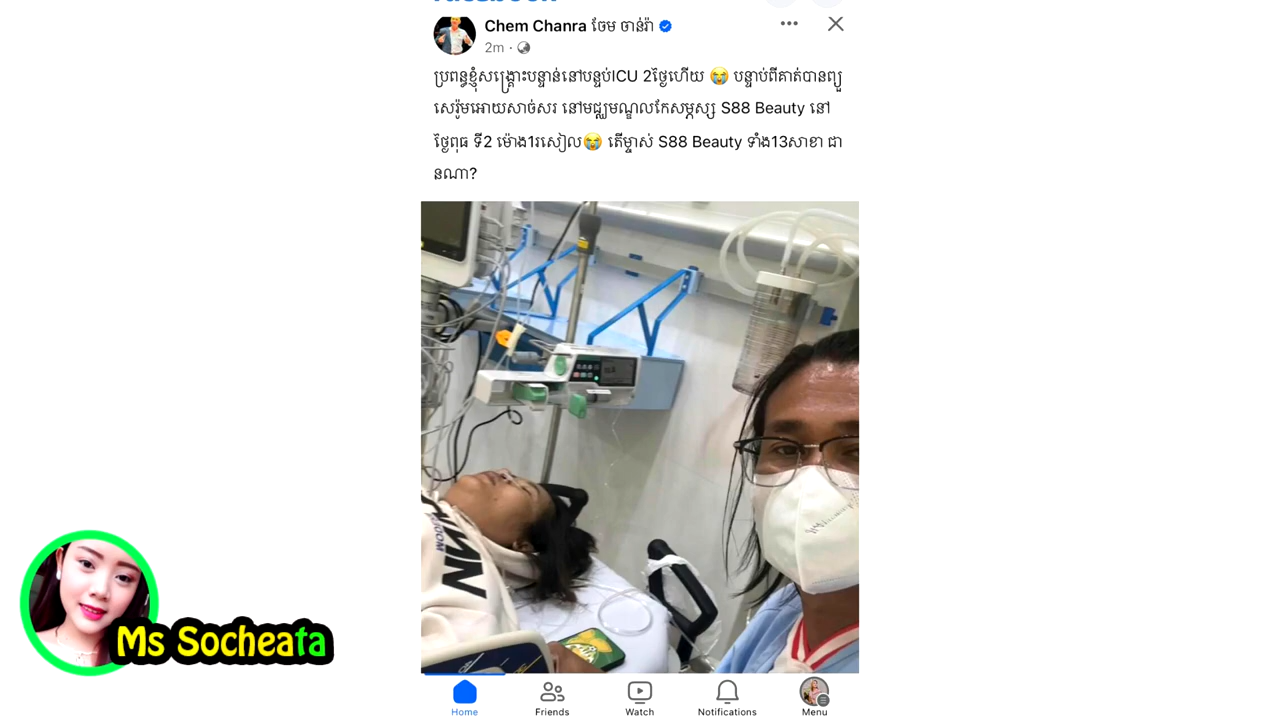 Chem Chanra ចែម ចាន់រ៉ា
2m
ប្រពន្ធខ្ញុំសង្គ្រោះបន្ទាន់នៅបន្ទប់ICU 2ថ្ងៃហើយ 😭 បន្ទាប់ពីគាត់បានព្យួ
សេរ៉ូមអោយសាច់សរ នៅមជ្ឈមណ្ឌលកែសម្ភស្ស S88 Beauty នៅ
ថ្ងៃពុធ ទី2 ម៉ោង1រសៀល😭 តើម្ចាស់ S88 Beauty ទាំង13សាខា ជា
នណា?
Ms Socheata
Home
Friends
Watch
Notifications
Menu